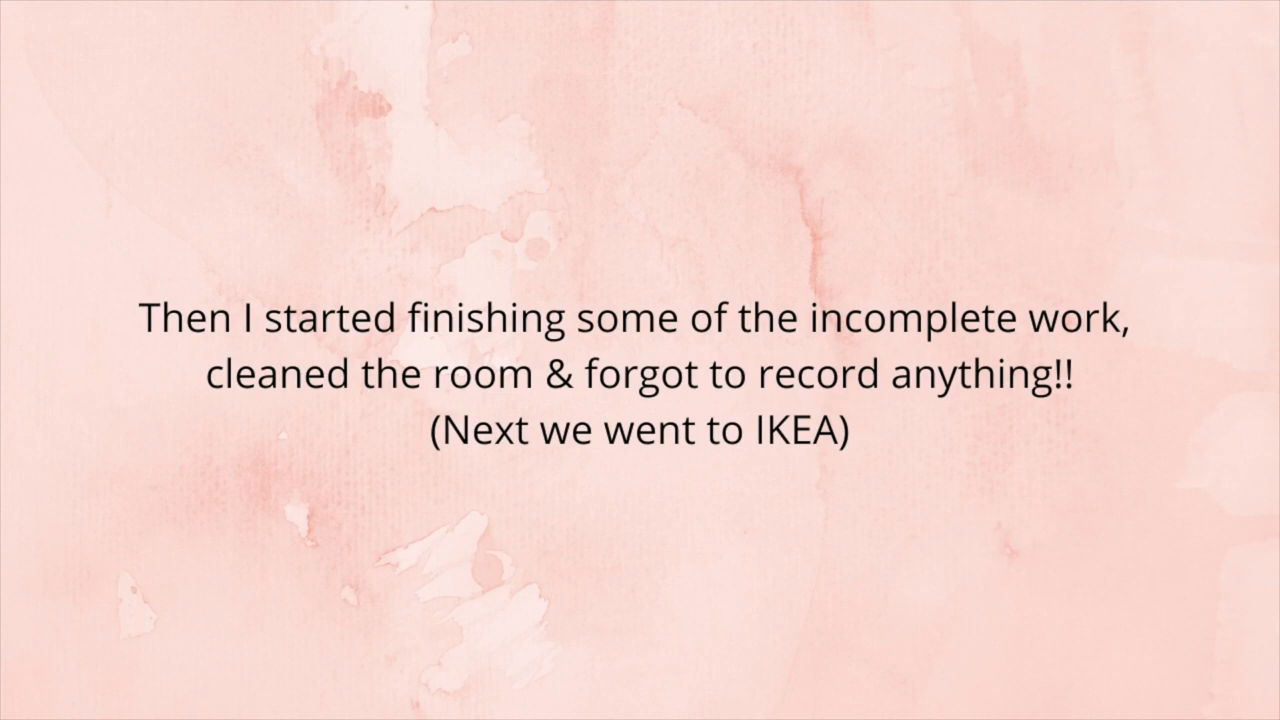 Then I started finishing some of the incomplete work,
cleaned the room & forgot to record anything!!
(Next we went to IKEA)